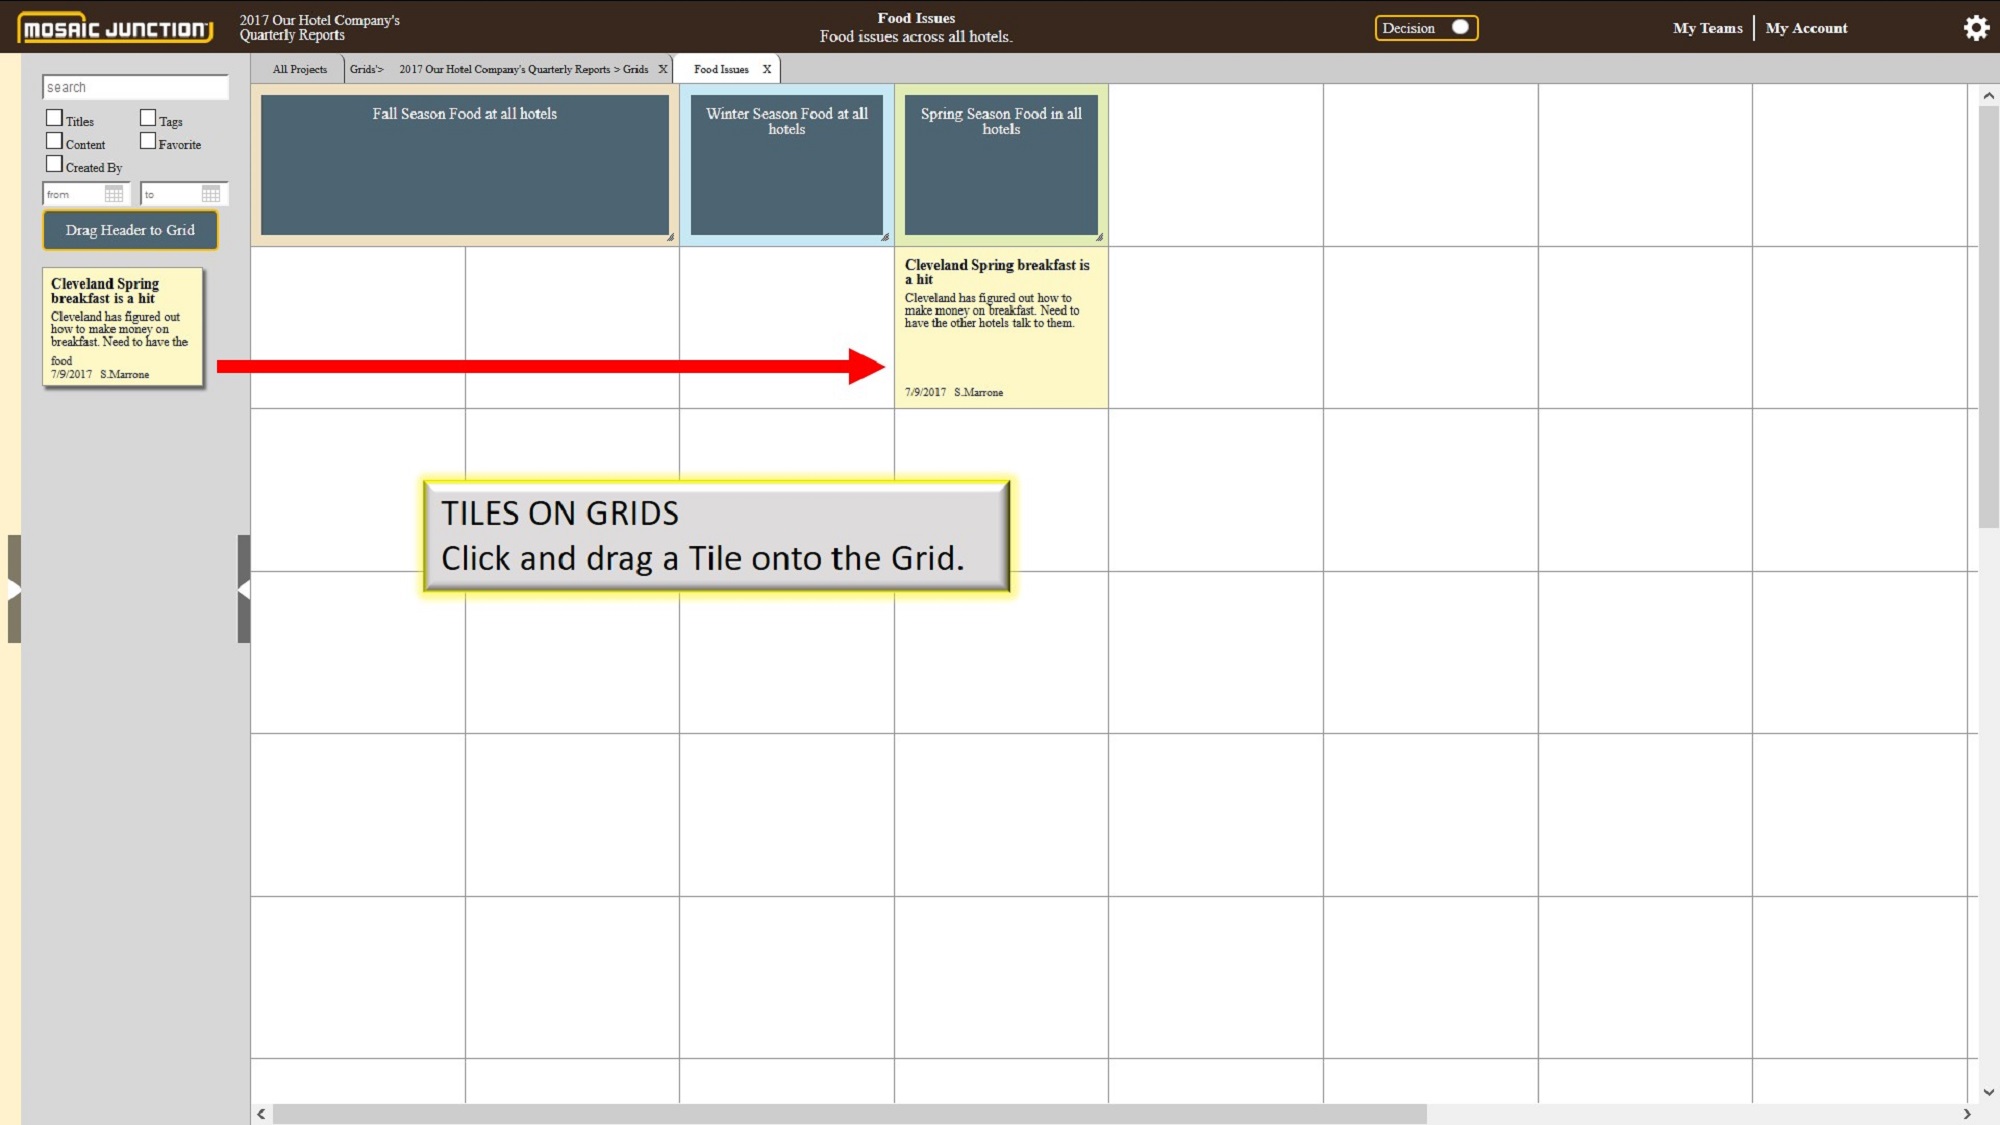 MOSAIC JUNCTION
2017 Our Hotel Company's
Quarterly Reports
Food Issues
Food issues across all hotels.
Decision
My Teams
My Account
All Projects
Grids'>
2017 Our Hotel Company's Quarterly Reports > Grids X
Food Issues X
search
Titles
Tags
Content
Favorite
Created By
from
to
Drag Header to Grid
Cleveland Spring
breakfast is a hit
Cleveland has figured out
how to make money on
breakfast. Need to have the
food
7/9/2017 S.Marrone
Fall Season Food at all hotels
Winter Season Food at all
hotels
Spring Season Food in all
hotels
Cleveland Spring breakfast is
a hit
Cleveland has figured out how to
make money on breakfast. Need to
have the other hotels talk to them.
7/9/2017 S.Marrone
TILES ON GRIDS
Click and drag a Tile onto the Grid.